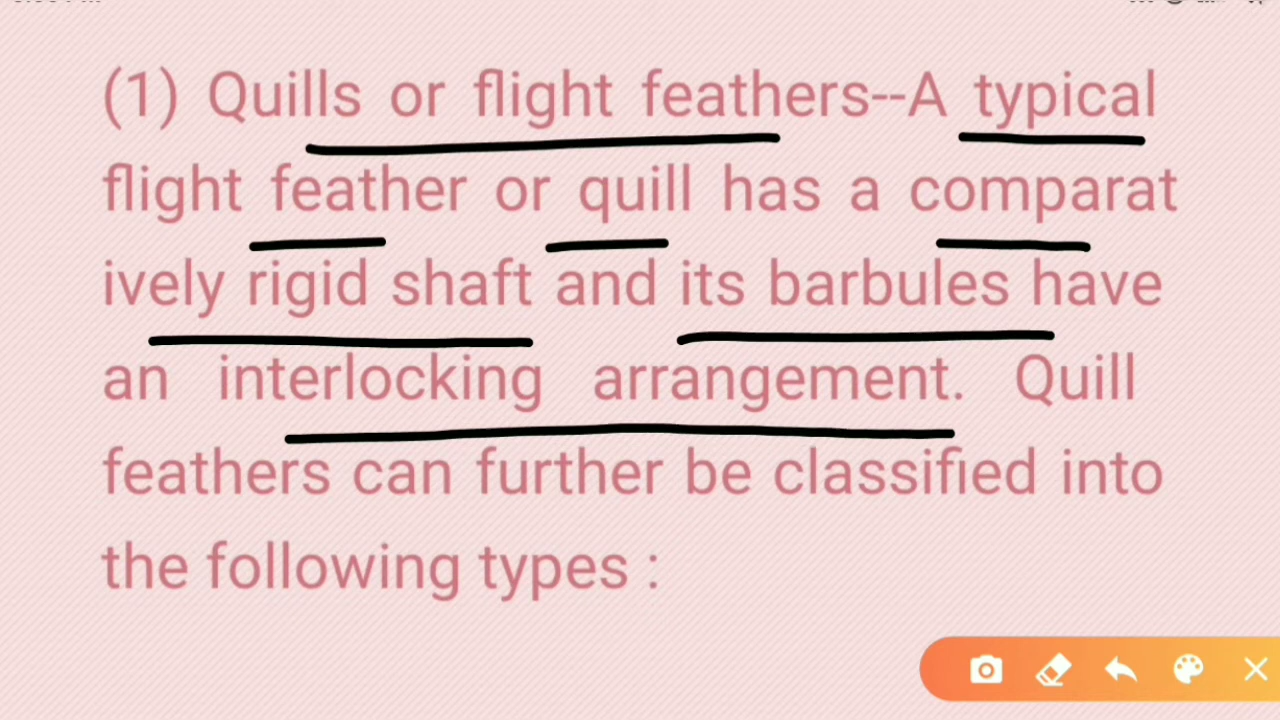 (1) Quills or flight feathers--A typical
flight feather or quill has a comparat
ively rigid shaft and its barbules have
an interlocking arrangement. Quill
feathers can further be classified into
the following types :